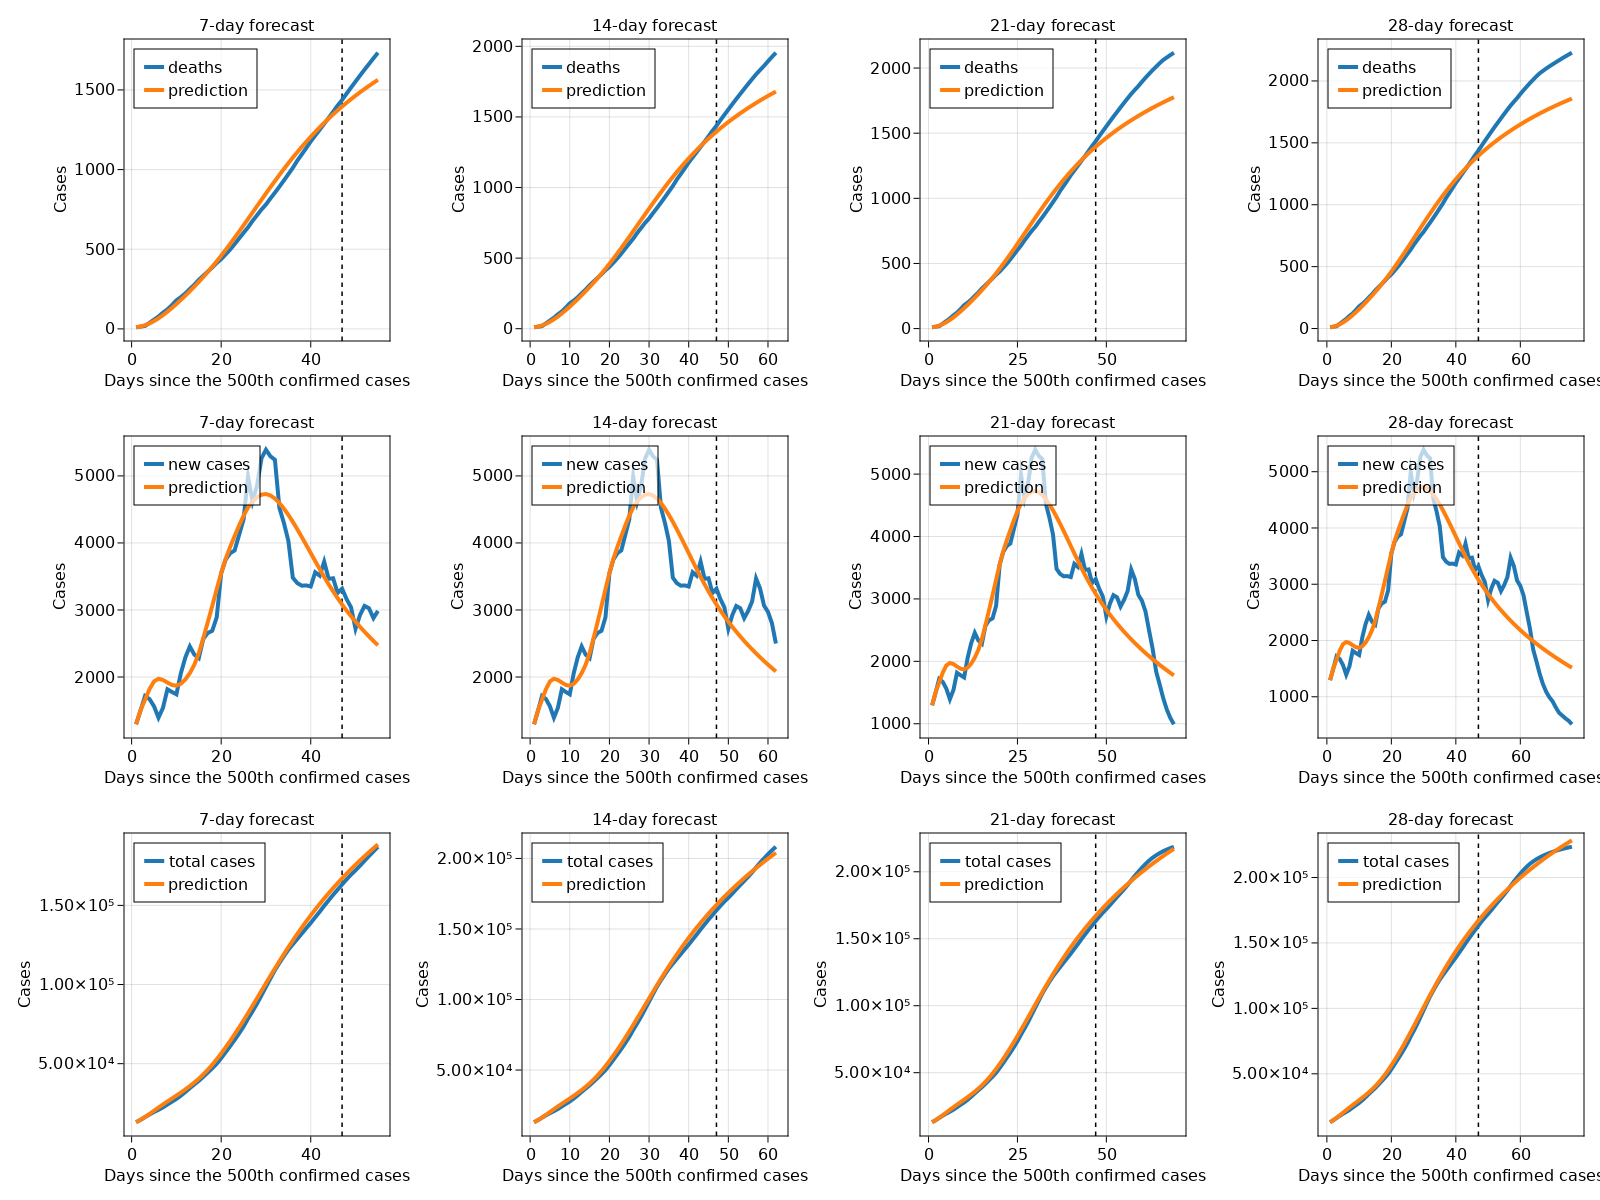 7-day forecast
14-day forecast
21-day forecast
28-day forecast
Cases
1500
1000
500
0
deaths
prediction
0 20 40
Days since the 500th confirmed cases
Cases
2000
1500
1000
500
0
deaths
prediction
0 10 20 30 40 50 60
Days since the 500th confirmed cases
Cases
2000
1500
1000
500
0
deaths
prediction
0 25 50
Days since the 500th confirmed cases
Cases
2000
1500
1000
500
0
deaths
prediction
0 20 40 60
Days since the 500th confirmed cases
7-day forecast
14-day forecast
21-day forecast
28-day forecast
Cases
5000
4000
3000
2000
new cases
prediction
0 20 40
Days since the 500th confirmed cases
Cases
5000
4000
3000
2000
new cases
prediction
0 10 20 30 40 50 60
Days since the 500th confirmed cases
Cases
5000
4000
3000
2000
1000
new cases
prediction
0 25 50
Days since the 500th confirmed cases
Cases
5000
4000
3000
2000
1000
new cases
prediction
0 20 40 60
Days since the 500th confirmed cases
7-day forecast
14-day forecast
21-day forecast
28-day forecast
Cases
1.50×10⁵
1.00×10⁵
5.00×10⁴
total cases
prediction
0 20 40
Days since the 500th confirmed cases
Cases
2.00×10⁵
1.50×10⁵
1.00×10⁵
5.00×10⁴
total cases
prediction
0 10 20 30 40 50 60
Days since the 500th confirmed cases
Cases
2.00×10⁵
1.50×10⁵
1.00×10⁵
5.00×10⁴
total cases
prediction
0 25 50
Days since the 500th confirmed cases
Cases
2.00×10⁵
1.50×10⁵
1.00×10⁵
5.00×10⁴
total cases
prediction
0 20 40 60
Days since the 500th confirmed cases